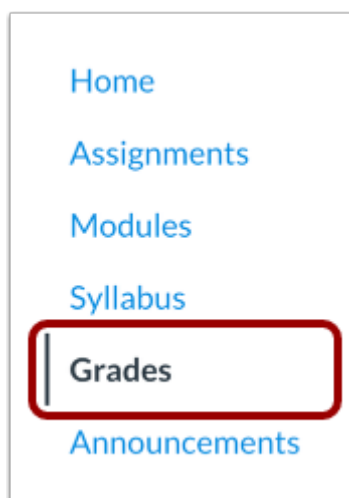 Home
Assignments
Modules
Syllabus
Grades
Announcements